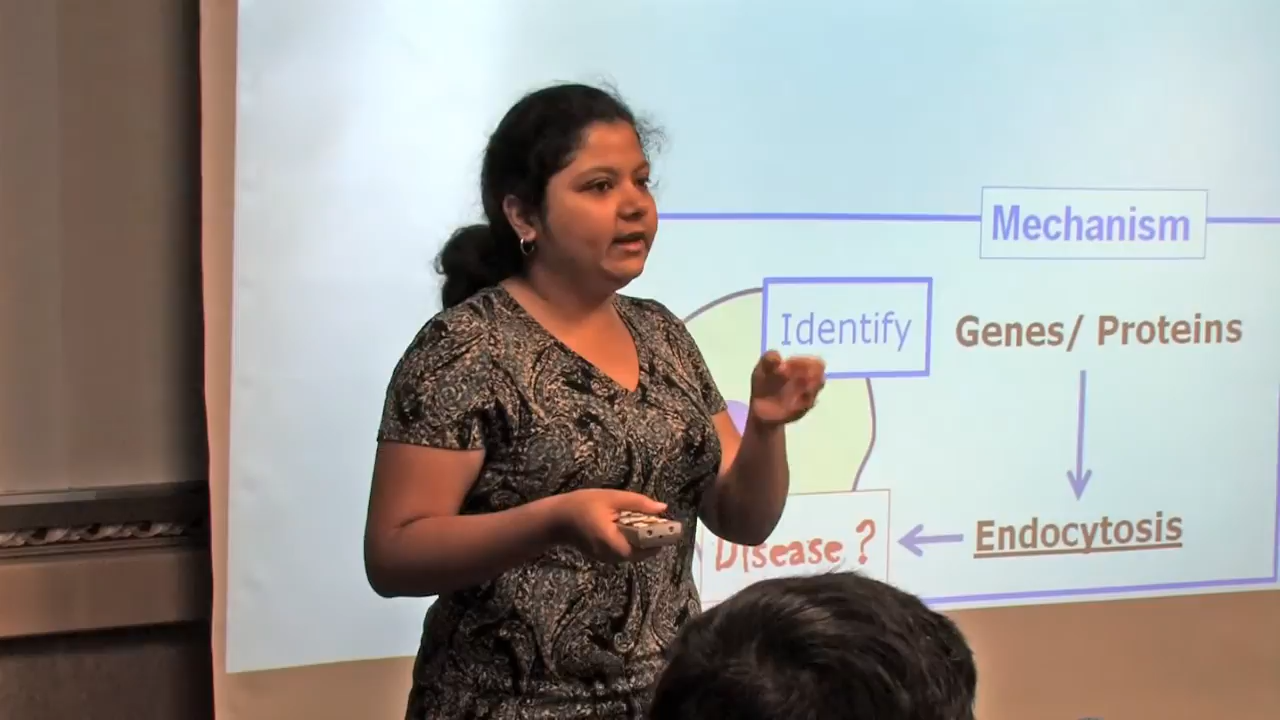 Mechanism
Identify
Genes/ Proteins
Disease ?
Endocytosis